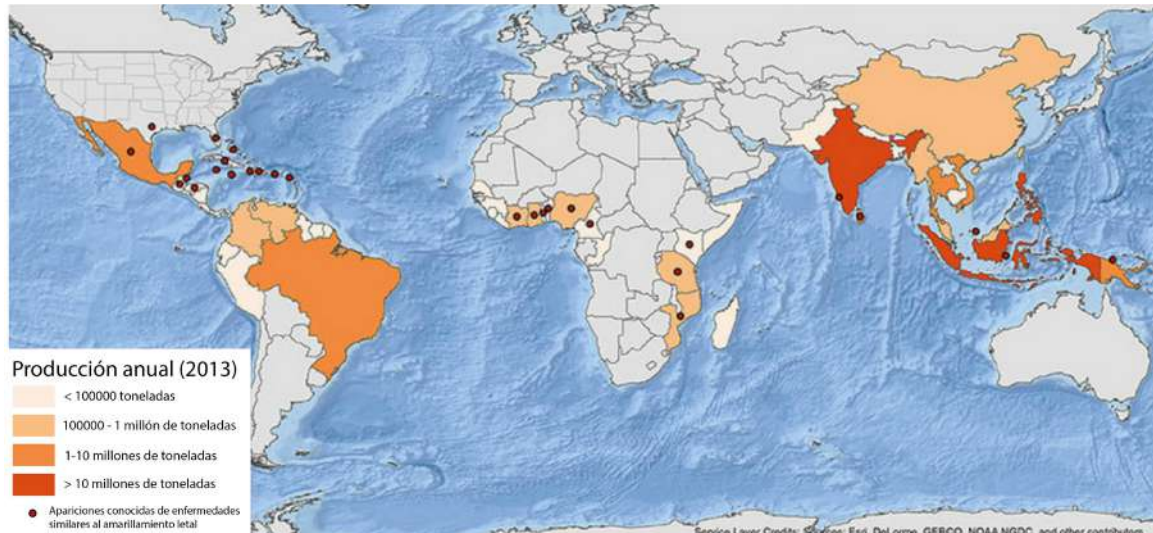 Producción anual (2013)
< 100000 toneladas
100000 - 1 millón de toneladas
1-10 millones de toneladas
> 10 millones de toneladas
Apariciones conocidas de enfermedades
similares al amarillamiento letal
Service Layer Credits: Sources: Esri, DeLorme, GEBCO, NOAA NGDC, and other contributors